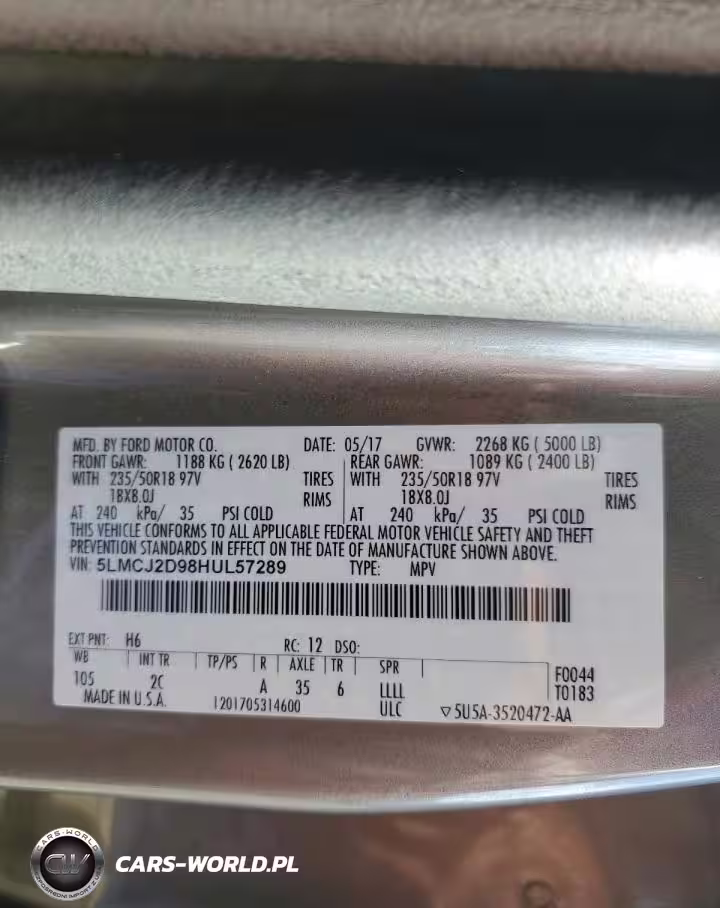 MFD. BY FORD MOTOR CO. DATE: 05/17 GVWR: 2268 KG ( 5000 LB)
FRONT GAWR: 1188 KG ( 2620 LB) REAR GAWR: 1089 KG ( 2400 LB)
WITH 235/50R18 97V TIRES WITH 235/50R18 97V TIRES
18X8.0J RIMS 18X8.0J RIMS
AT 240 kPa/ 35 PSI COLD AT 240 kPa/ 35 PSI COLD
THIS VEHICLE CONFORMS TO ALL APPLICABLE FEDERAL MOTOR VEHICLE SAFETY AND THEFT
PREVENTION STANDARDS IN EFFECT ON THE DATE OF MANUFACTURE SHOWN ABOVE.
VIN: 5LMCJ2D98HUL57289 TYPE: MPV
EXT PNT: H6 RC: 12 DSO:
WB INT TR TP/PS R AXLE TR SPR F0044
105 2C A 35 6 LLLL T0183
MADE IN U.S.A. 1201705314600 ULC ▽5U5A-3520472-AA
CARS-WORLD
CW
CARS-WORLD.PL